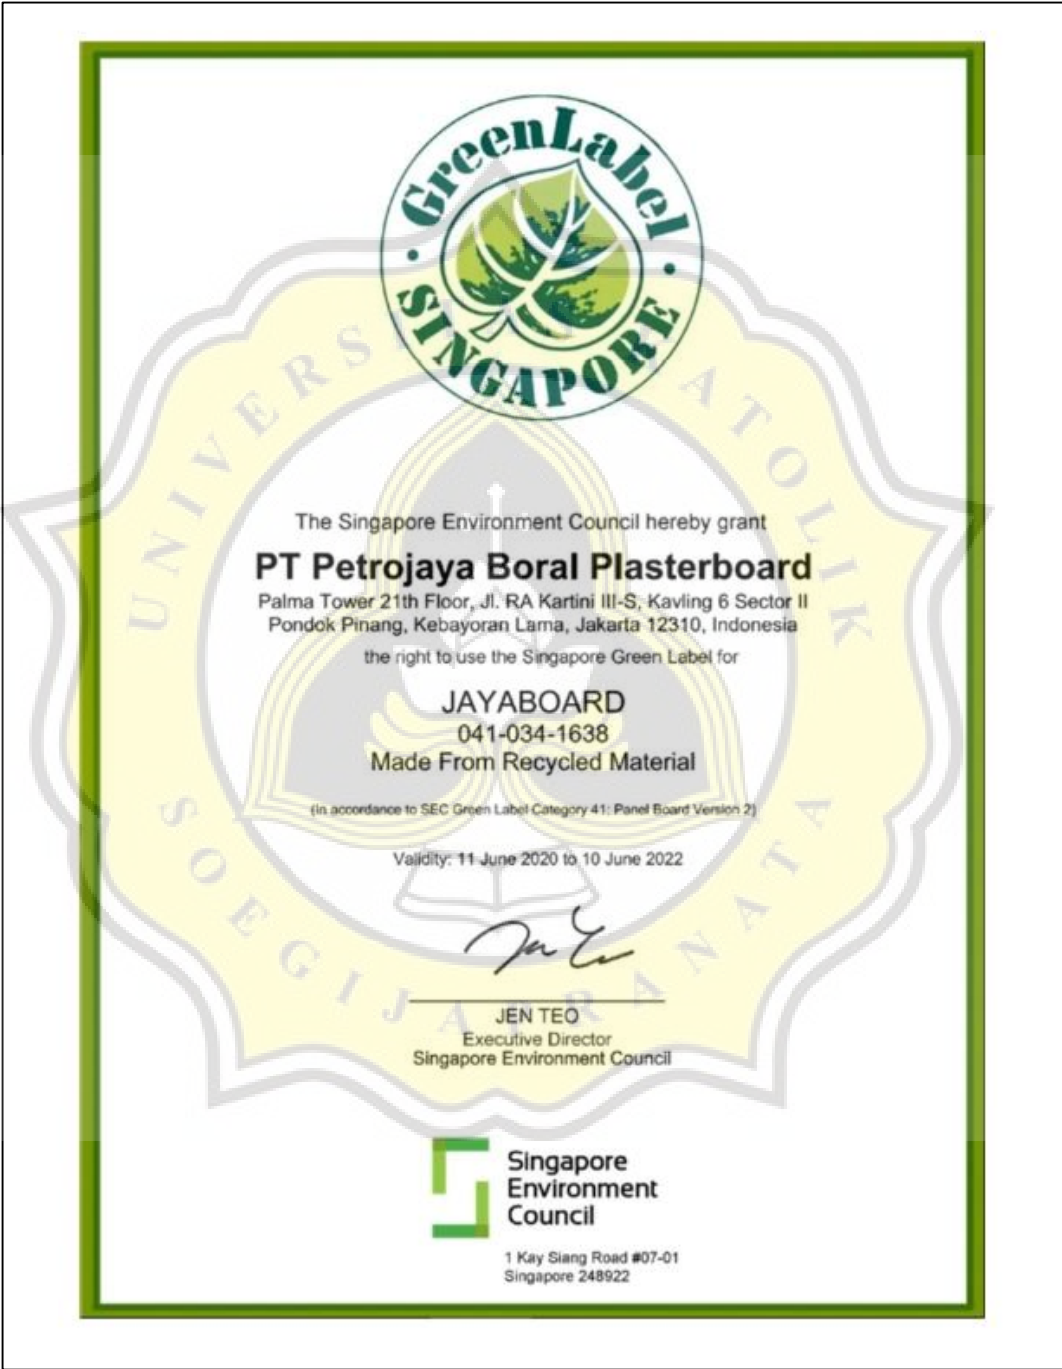 GreenLabel
SINGAPORE
UNIVERS ATOLIK
SOEGIJAPRANATA
The Singapore Environment Council hereby grant
PT Petrojaya Boral Plasterboard
Palma Tower 21th Floor, Jl. RA Kartini III-S, Kavling 6 Sector II
Pondok Pinang, Kebayoran Lama, Jakarta 12310, Indonesia
the right to use the Singapore Green Label for
JAYABOARD
041-034-1638
Made From Recycled Material
(in accordance to SEC Green Label Category 41: Panel Board Version 2)
Validity: 11 June 2020 to 10 June 2022
JEN TEO
Executive Director
Singapore Environment Council
Singapore
Environment
Council
1 Kay Siang Road #07-01
Singapore 248922